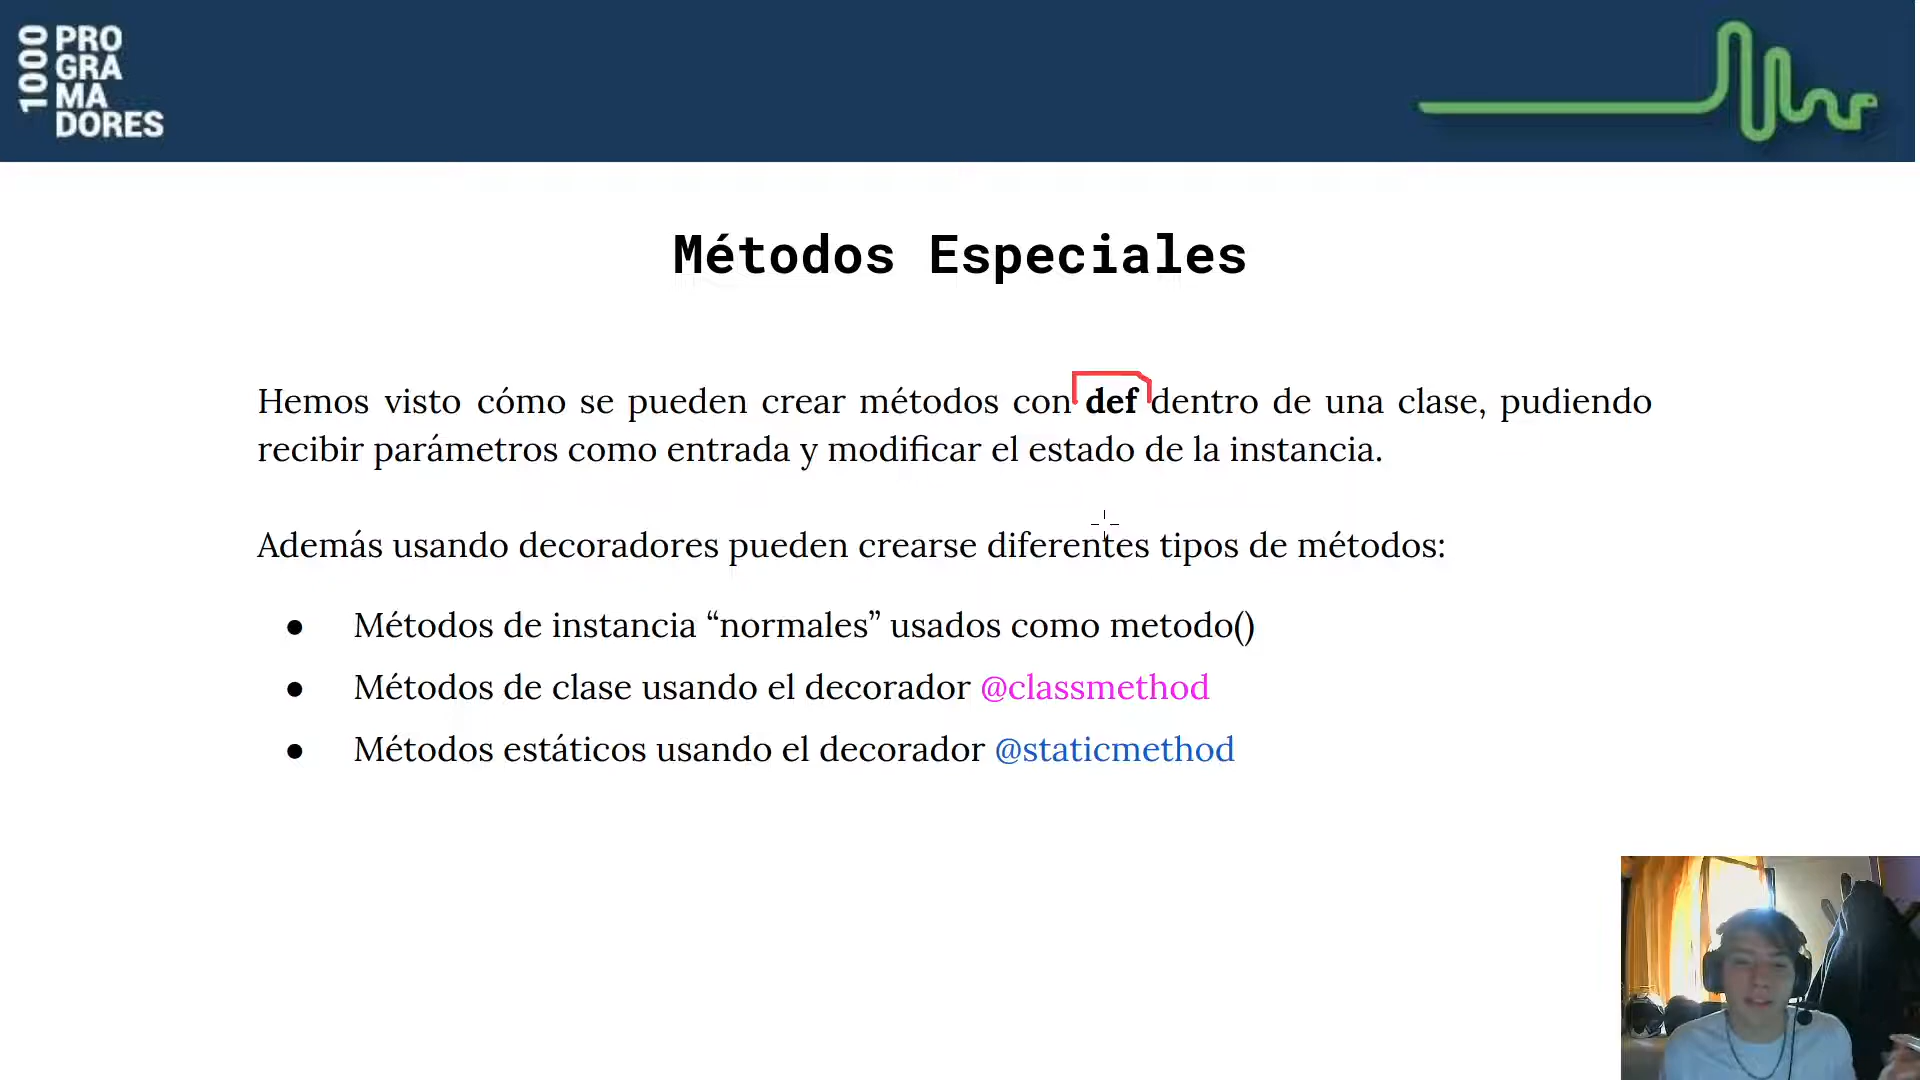 1000
PRO
GRA
MA
DORES
Métodos Especiales
Hemos visto cómo se pueden crear métodos con def dentro de una clase, pudiendo
recibir parámetros como entrada y modificar el estado de la instancia.
Además usando decoradores pueden crearse diferentes tipos de métodos:
● Métodos de instancia “normales” usados como metodo()
● Métodos de clase usando el decorador @classmethod
● Métodos estáticos usando el decorador @staticmethod